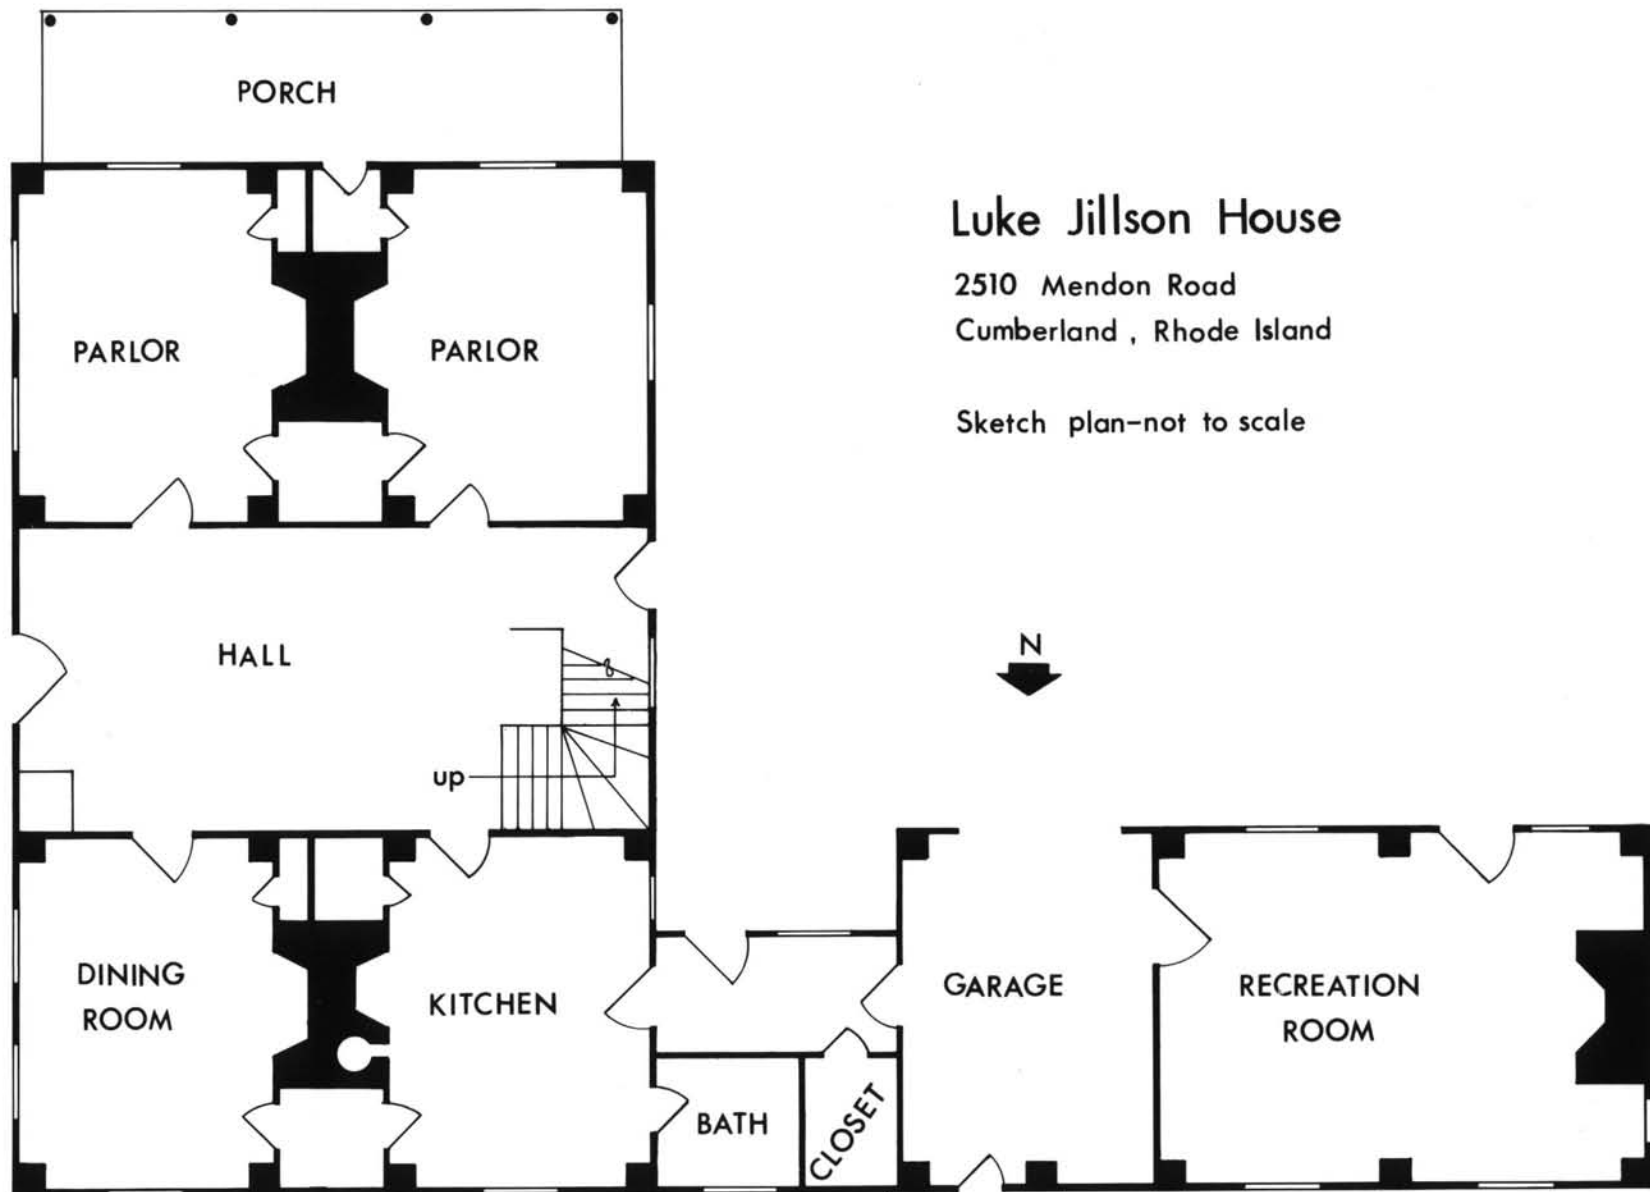 PORCH
Luke Jillson House
2510 Mendon Road
Cumberland , Rhode Island
Sketch plan-not to scale
PARLOR
PARLOR
HALL
N
up
DINING
ROOM
KITCHEN
GARAGE
RECREATION
ROOM
BATH
CLOSET